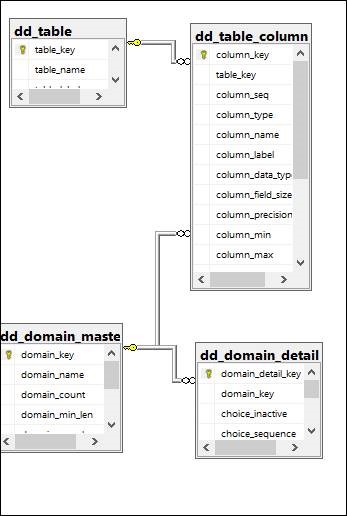 dd_table
table_key
table_name
dd_table_column
column_key
table_key
column_seq
column_type
column_name
column_label
column_data_type
column_field_size
column_precision
column_min
column_max
dd_domain_maste
domain_key
domain_name
domain_count
domain_min_len
dd_domain_detail
domain_detail_key
domain_key
choice_inactive
choice_sequence